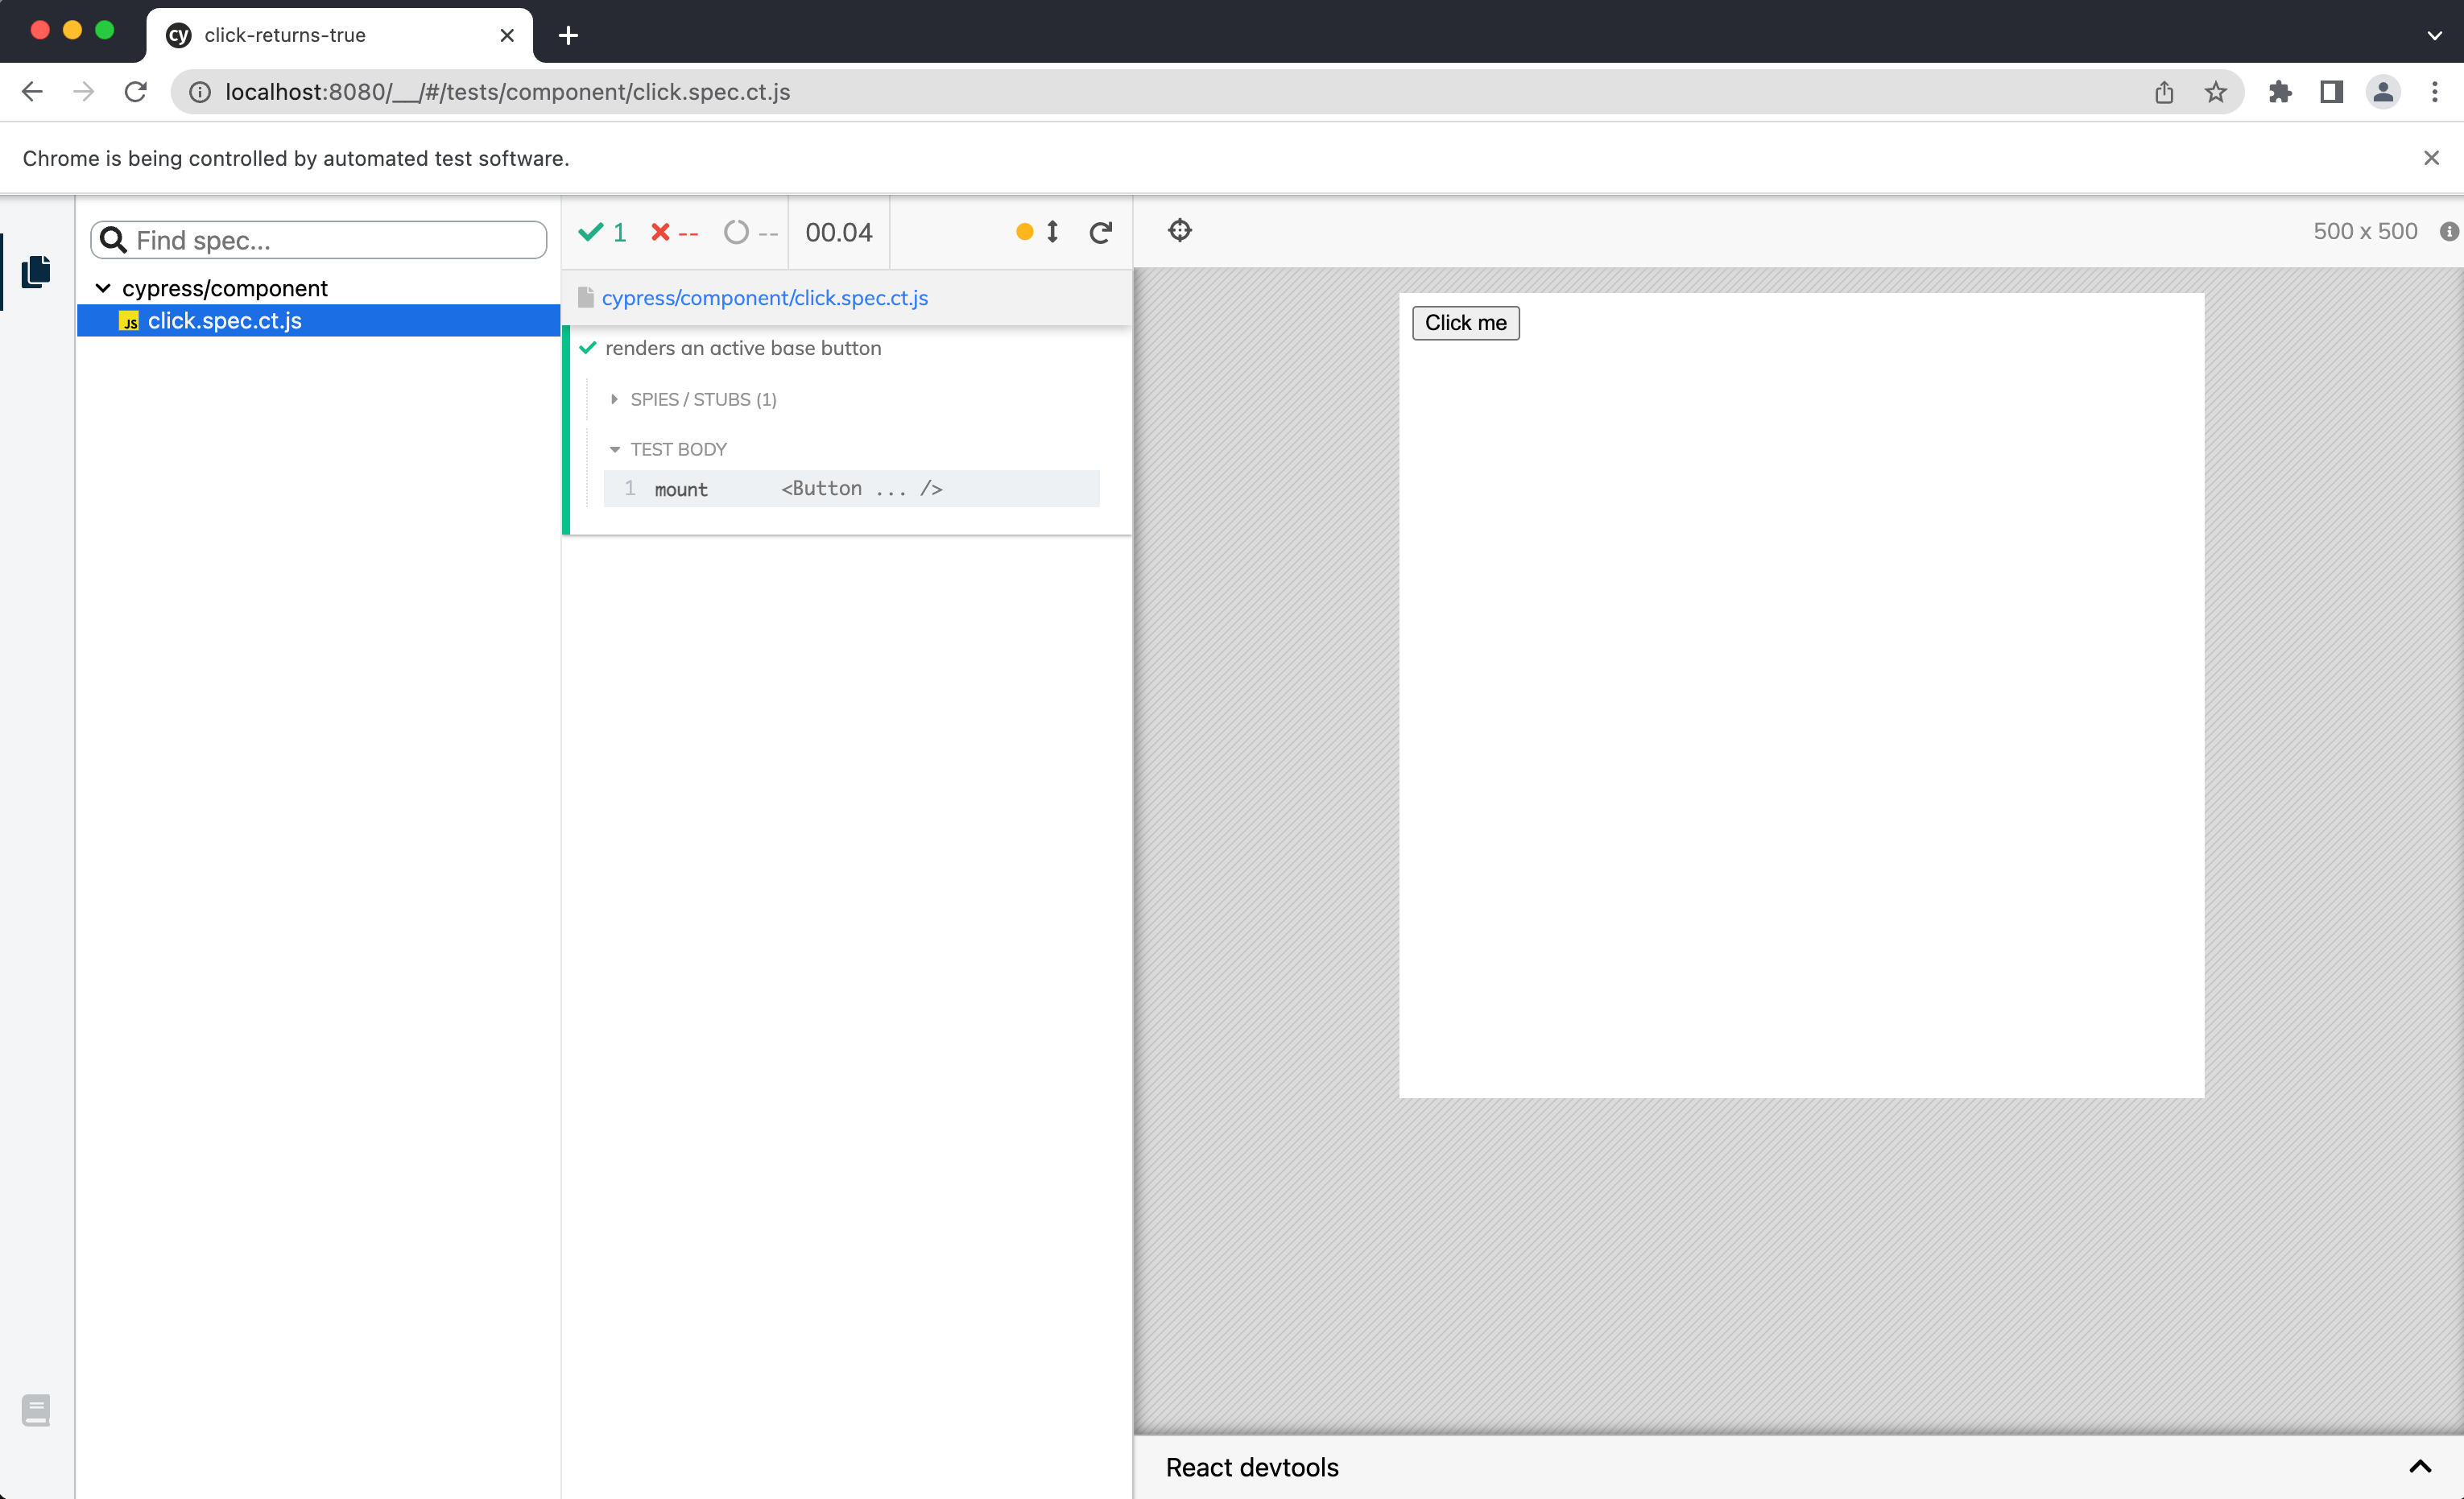 cy click-returns-true
localhost:8080/__/#/tests/component/click.spec.ct.js
Chrome is being controlled by automated test software.
Find spec...
cypress/component
JS click.spec.ct.js
1 -- -- 00.04
cypress/component/click.spec.ct.js
renders an active base button
SPIES / STUBS (1)
TEST BODY
1 mount <Button ... />
500 x 500
Click me
React devtools